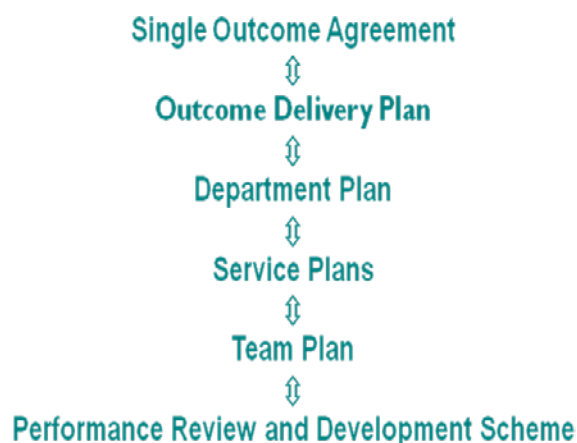 Single Outcome Agreement
⇕
Outcome Delivery Plan
⇕
Department Plan
⇕
Service Plans
⇕
Team Plan
⇕
Performance Review and Development Scheme